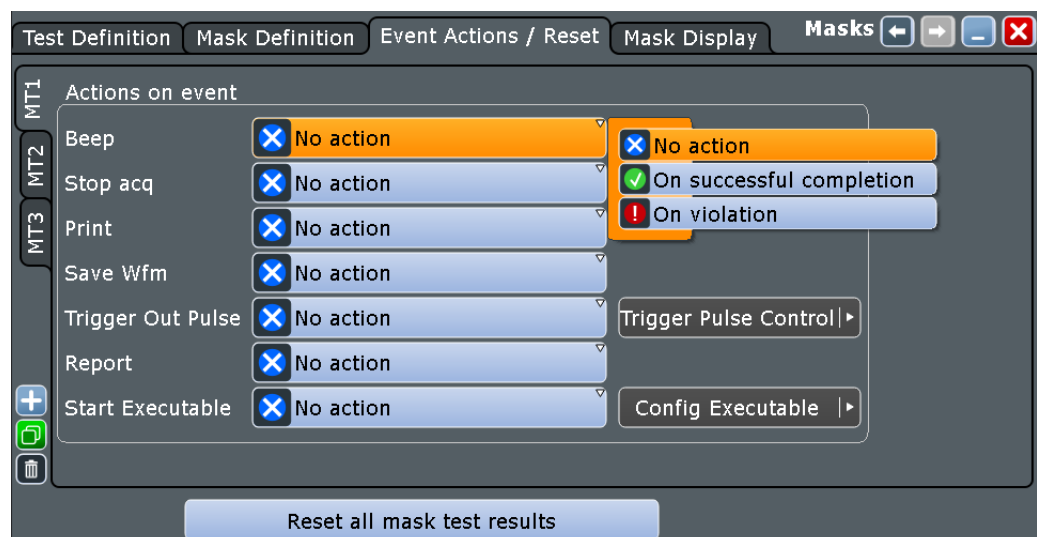 Test Definition Mask Definition Event Actions / Reset Mask Display Masks
MT1
MT2
MT3
Actions on event
Beep No action
Stop acq No action
Print No action
Save Wfm No action
Trigger Out Pulse No action Trigger Pulse Control
Report No action
Start Executable No action Config Executable
No action
On successful completion
On violation
Reset all mask test results